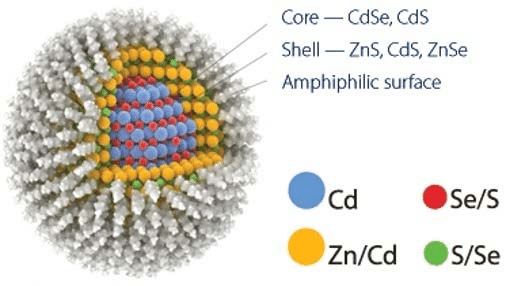 Core — CdSe, CdS
Shell — ZnS, CdS, ZnSe
Amphiphilic surface
Cd
Se/S
Zn/Cd
S/Se